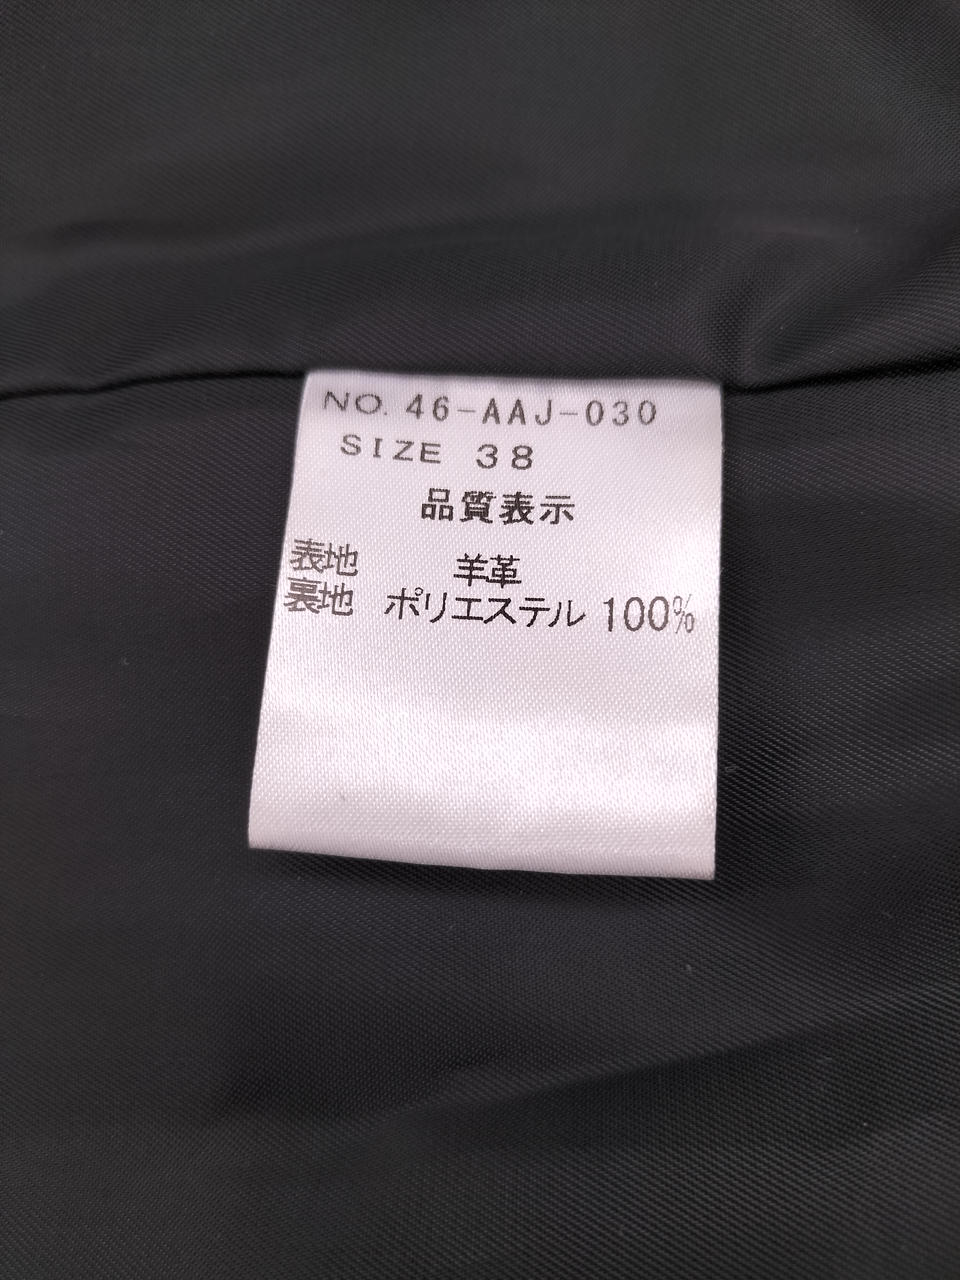 NO. 46-AAJ-030
SIZE 38
品質表示
表地 羊革
裏地 ポリエステル 100%